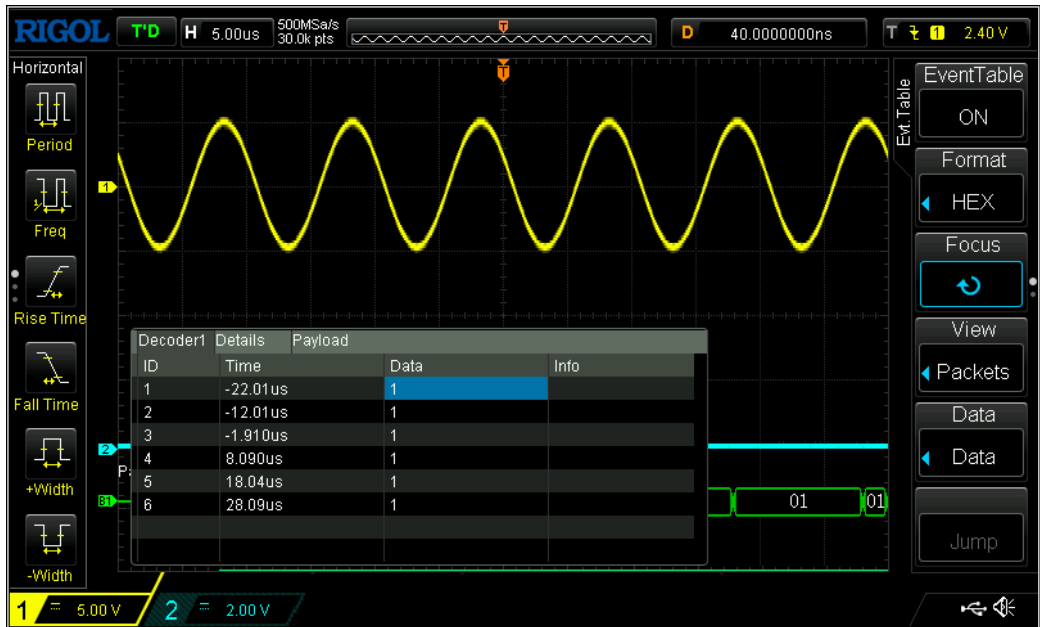 RIGOL T'D H 5.00us 500MSa/s 30.0k pts T D 40.0000000ns T 1 2.40 V
Horizontal
Period
Freq
Rise Time
Fall Time
+Width
-Width
T
1
2
B1
Decoder1 Details Payload
ID Time Data Info
1 -22.01us 1
2 -12.01us 1
3 -1.910us 1
4 8.090us 1
5 18.04us 1
6 28.09us 1
01
01
Evt.Table
EventTable
ON
Format
HEX
Focus
View
Packets
Data
Data
Jump
1 5.00 V 2 2.00 V